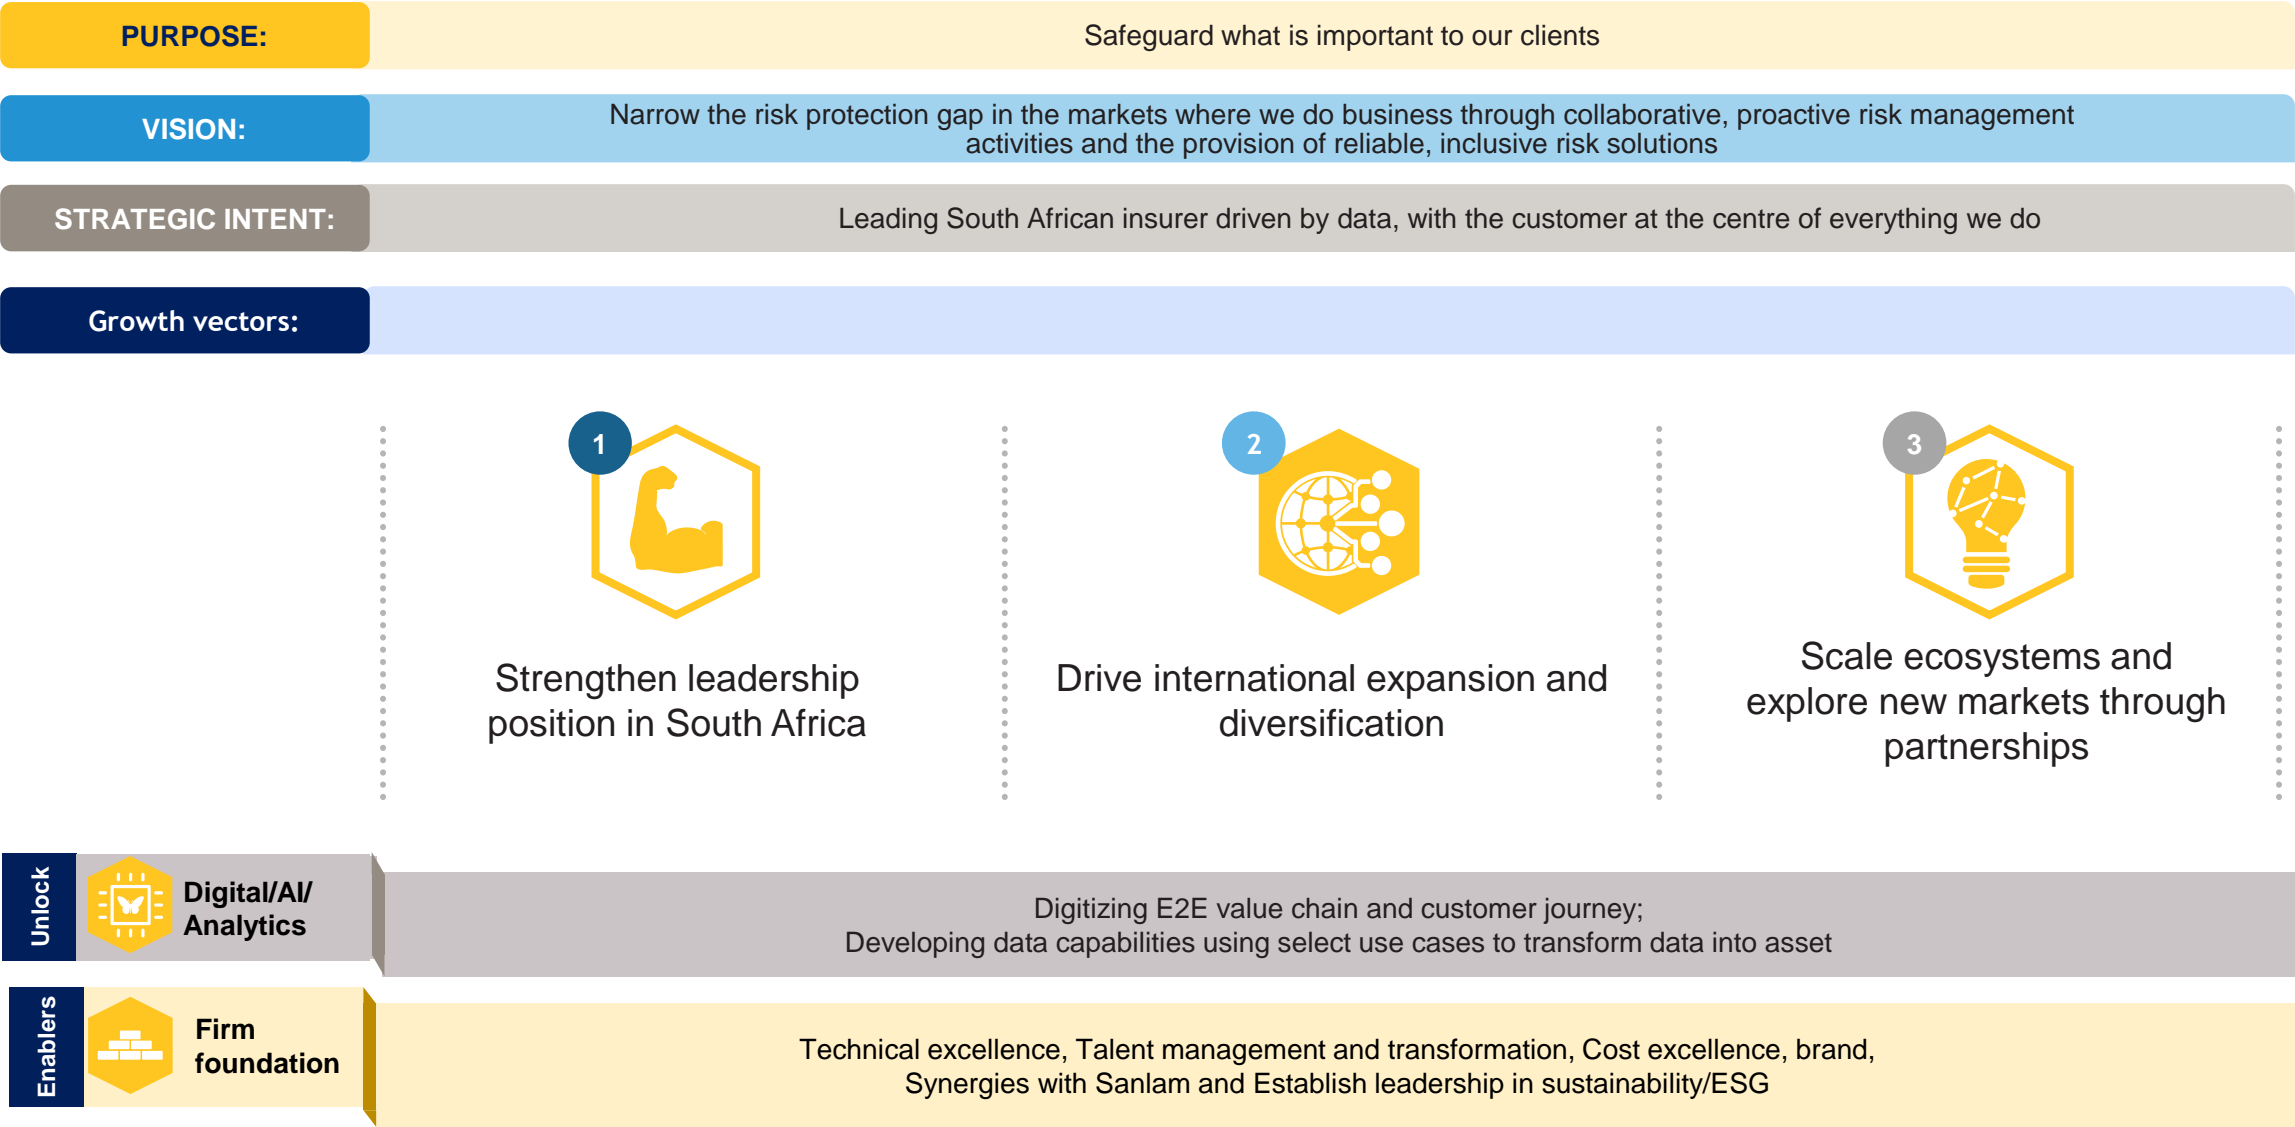 PURPOSE:
Safeguard what is important to our clients
VISION:
Narrow the risk protection gap in the markets where we do business through collaborative, proactive risk management
activities and the provision of reliable, inclusive risk solutions
STRATEGIC INTENT:
Leading South African insurer driven by data, with the customer at the centre of everything we do
Growth vectors:
1
Strengthen leadership
position in South Africa
2
Drive international expansion and
diversification
3
Scale ecosystems and
explore new markets through
partnerships
Unlock
Digital/AI/
Analytics
Digitizing E2E value chain and customer journey;
Developing data capabilities using select use cases to transform data into asset
Enablers
Firm
foundation
Technical excellence, Talent management and transformation, Cost excellence, brand,
Synergies with Sanlam and Establish leadership in sustainability/ESG